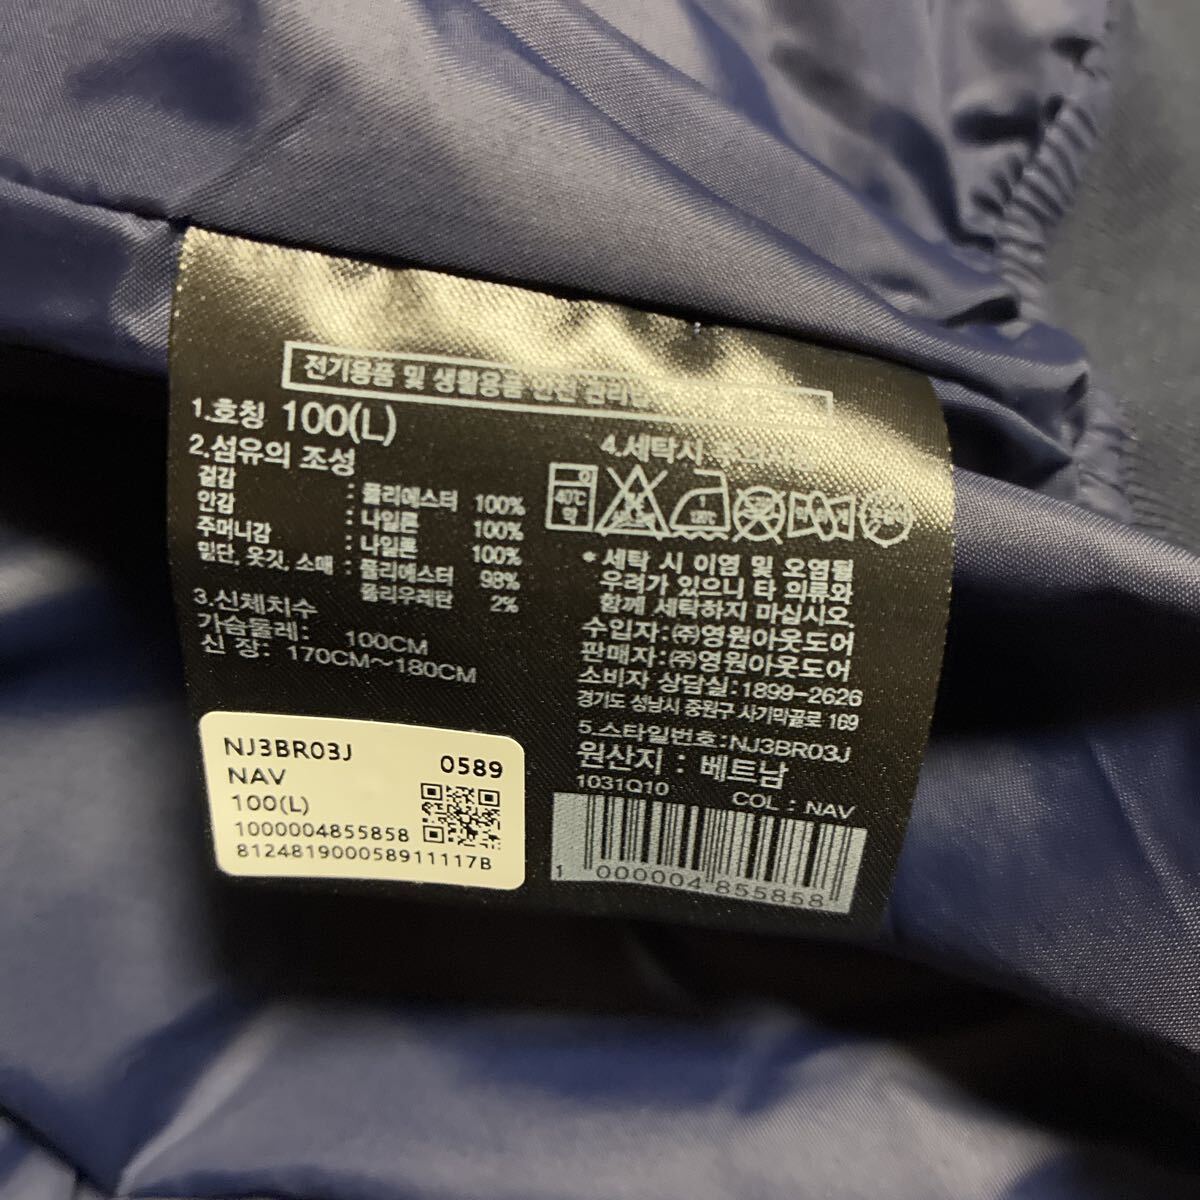 전기용품 및 생활용품 안전 관리법
1.호칭 100(L)
2.섬유의 조성
겉감 : 폴리에스터 100%
안감 : 나일론 100%
주머니감 : 나일론 100%
밑단, 옷깃, 소매 : 폴리에스터 98%
폴리우레탄 2%
3.신체치수
가슴둘레: 100CM
신 장: 170CM~180CM
4.세탁시
40℃
약
120℃
* 세탁 시 이염 및 오염될
우려가 있으니 타 의류와
함께 세탁하지 마십시오.
수입자:㈜영원아웃도어
판매자:㈜영원아웃도어
소비자 상담실:1899-2626
경기도 성남시 중원구 사기막골로 169
5.스타일번호:NJ3BR03J
원산지 : 베트남
1031Q10 COL : NAV
1 000004 855858
NJ3BR03J 0589
NAV
100(L)
1000004855858
812481900058911117B